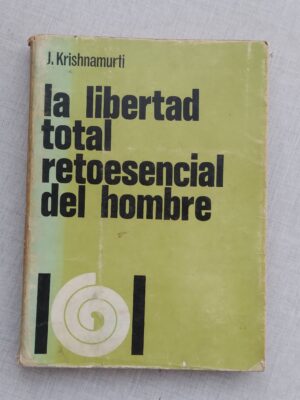 J. Krishnamurti
la libertad
total
retoesencial
del hombre